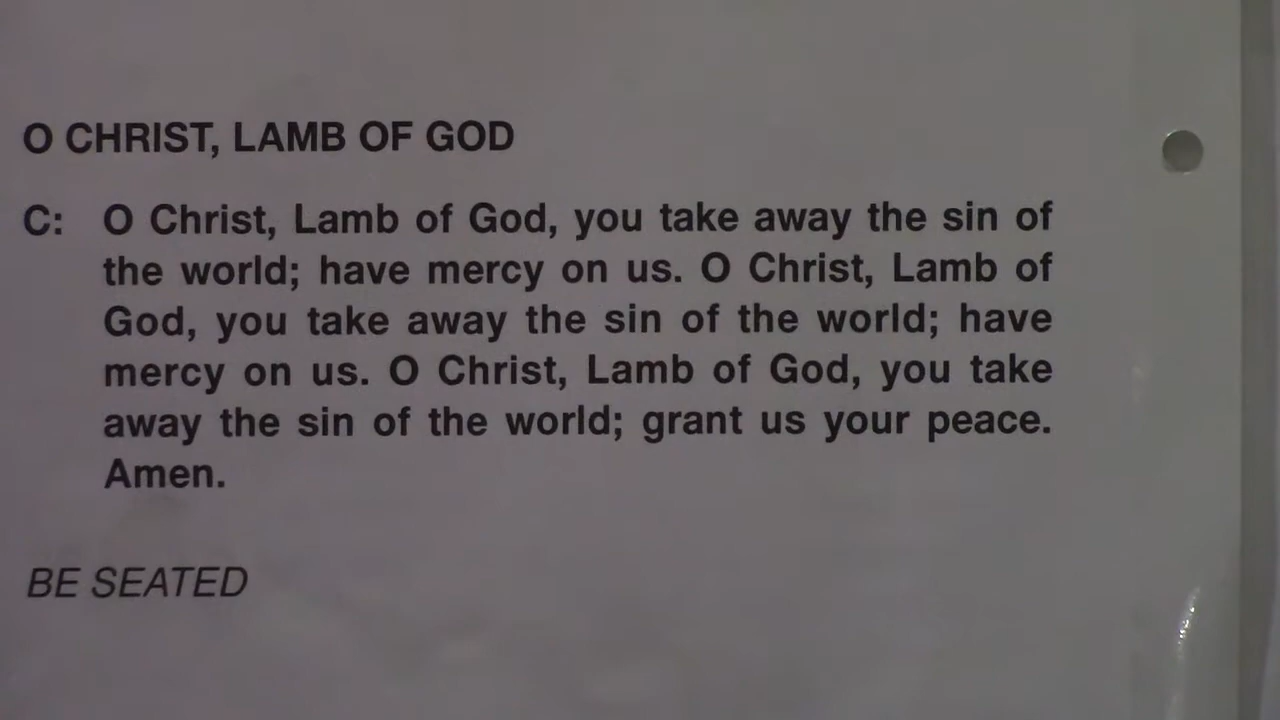 O CHRIST, LAMB OF GOD
C: O Christ, Lamb of God, you take away the sin of
the world; have mercy on us. O Christ, Lamb of
God, you take away the sin of the world; have
mercy on us. O Christ, Lamb of God, you take
away the sin of the world; grant us your peace.
Amen.
BE SEATED